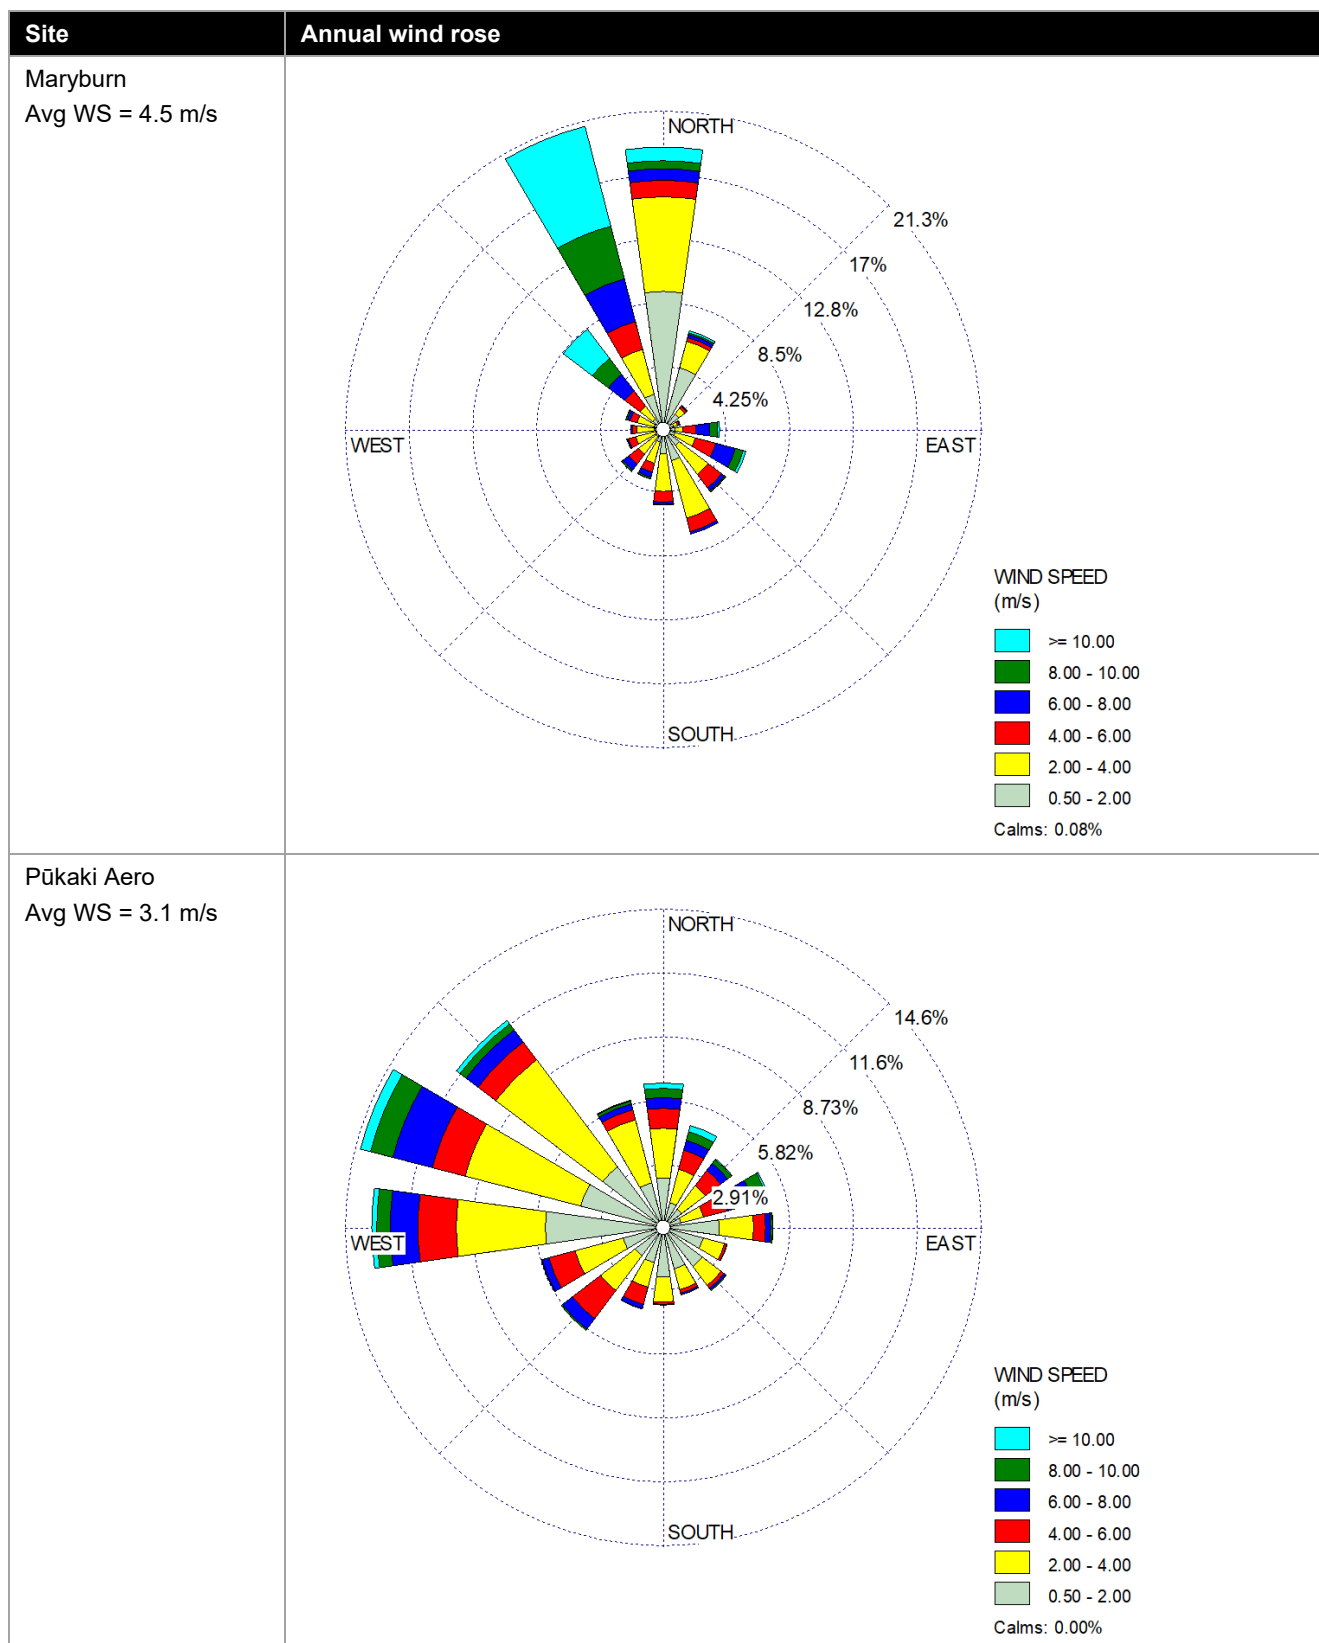 Site
Annual wind rose
Maryburn
Avg WS = 4.5 m/s
NORTH
21.3%
17%
12.8%
8.5%
4.25%
WEST
EAST
SOUTH
WIND SPEED
(m/s)
>= 10.00
8.00 - 10.00
6.00 - 8.00
4.00 - 6.00
2.00 - 4.00
0.50 - 2.00
Calms: 0.08%
Pūkaki Aero
Avg WS = 3.1 m/s
NORTH
14.6%
11.6%
8.73%
5.82%
2.91%
WEST
EAST
SOUTH
WIND SPEED
(m/s)
>= 10.00
8.00 - 10.00
6.00 - 8.00
4.00 - 6.00
2.00 - 4.00
0.50 - 2.00
Calms: 0.00%